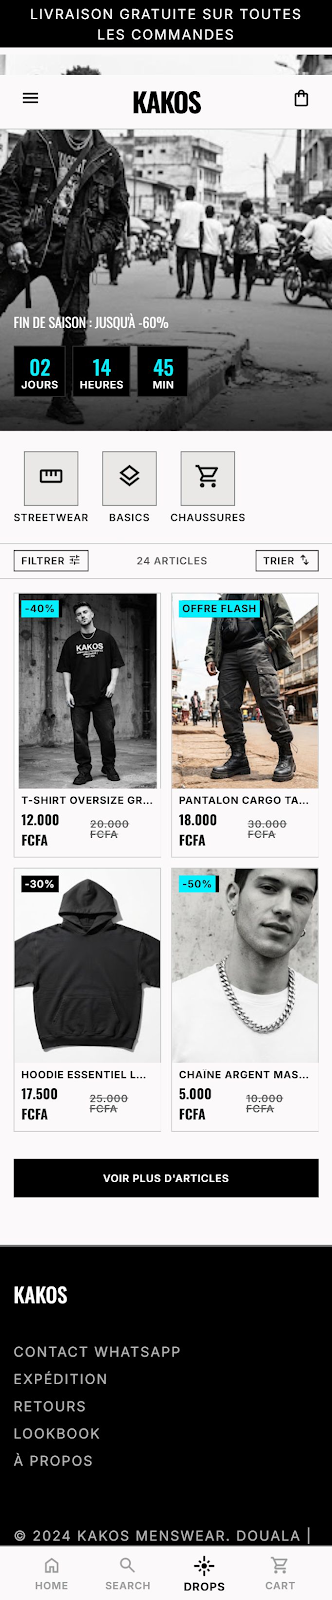 LIVRAISON GRATUITE SUR TOUTES
LES COMMANDES
KAKOS
FIN DE SAISON : JUSQU'À -60%
02
JOURS
14
HEURES
45
MIN
STREETWEAR
BASICS
CHAUSSURES
FILTRER
24 ARTICLES
TRIER
-40%
KAKOS
T-SHIRT OVERSIZE GR...
12.000
FCFA
20.000
FCFA
OFFRE FLASH
PANTALON CARGO TA...
18.000
FCFA
30.000
FCFA
-30%
HOODIE ESSENTIEL L...
17.500
FCFA
25.000
FCFA
-50%
CHAÎNE ARGENT MAS...
5.000
FCFA
10.000
FCFA
VOIR PLUS D'ARTICLES
KAKOS
CONTACT WHATSAPP
EXPÉDITION
RETOURS
LOOKBOOK
À PROPOS
© 2024 KAKOS MENSWEAR. DOUALA |
HOME
SEARCH
DROPS
CART